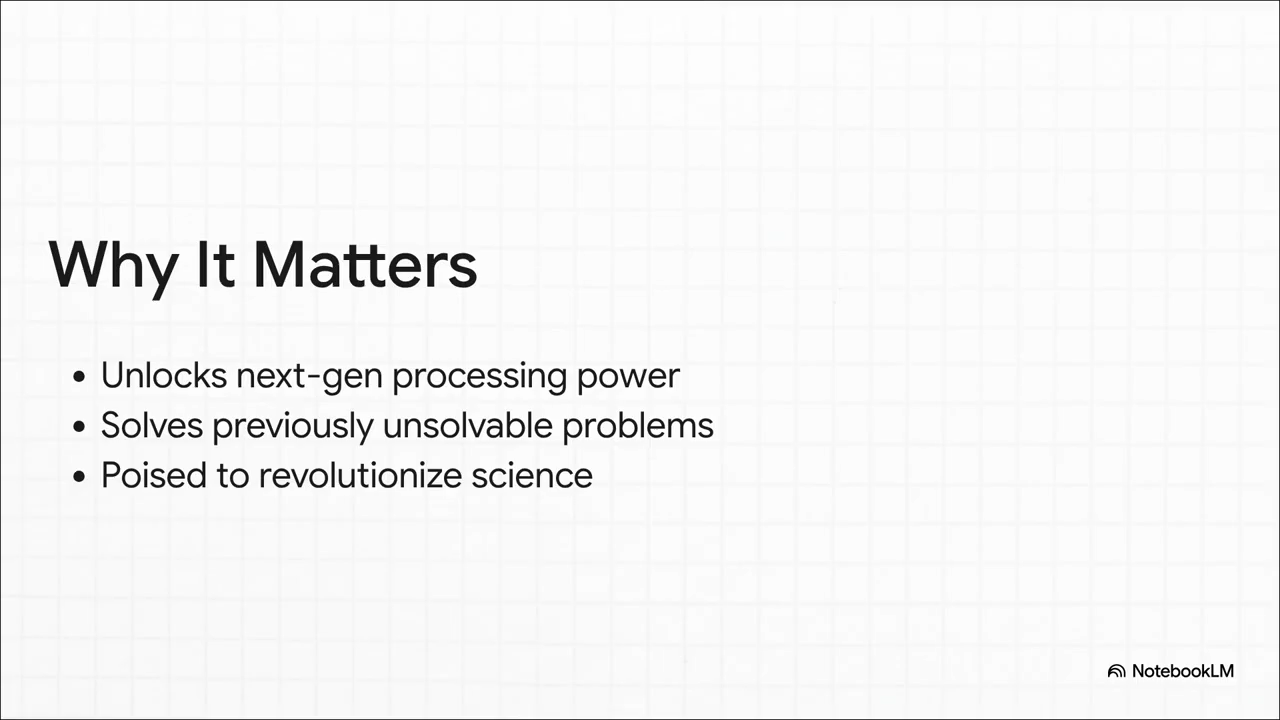 Why It Matters
• Unlocks next-gen processing power
• Solves previously unsolvable problems
• Poised to revolutionize science
NotebookLM